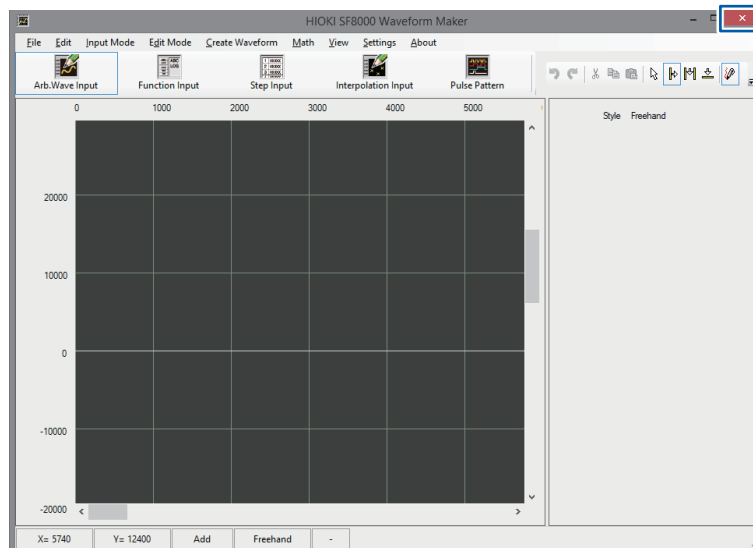 HIOKI SF8000 Waveform Maker
File Edit Input Mode Edit Mode Create Waveform Math View Settings About
Arb.Wave Input Function Input Step Input Interpolation Input Pulse Pattern
0 1000 2000 3000 4000 5000
Style Freehand
20000
10000
0
-10000
-20000
X= 5740 Y= 12400 Add Freehand -